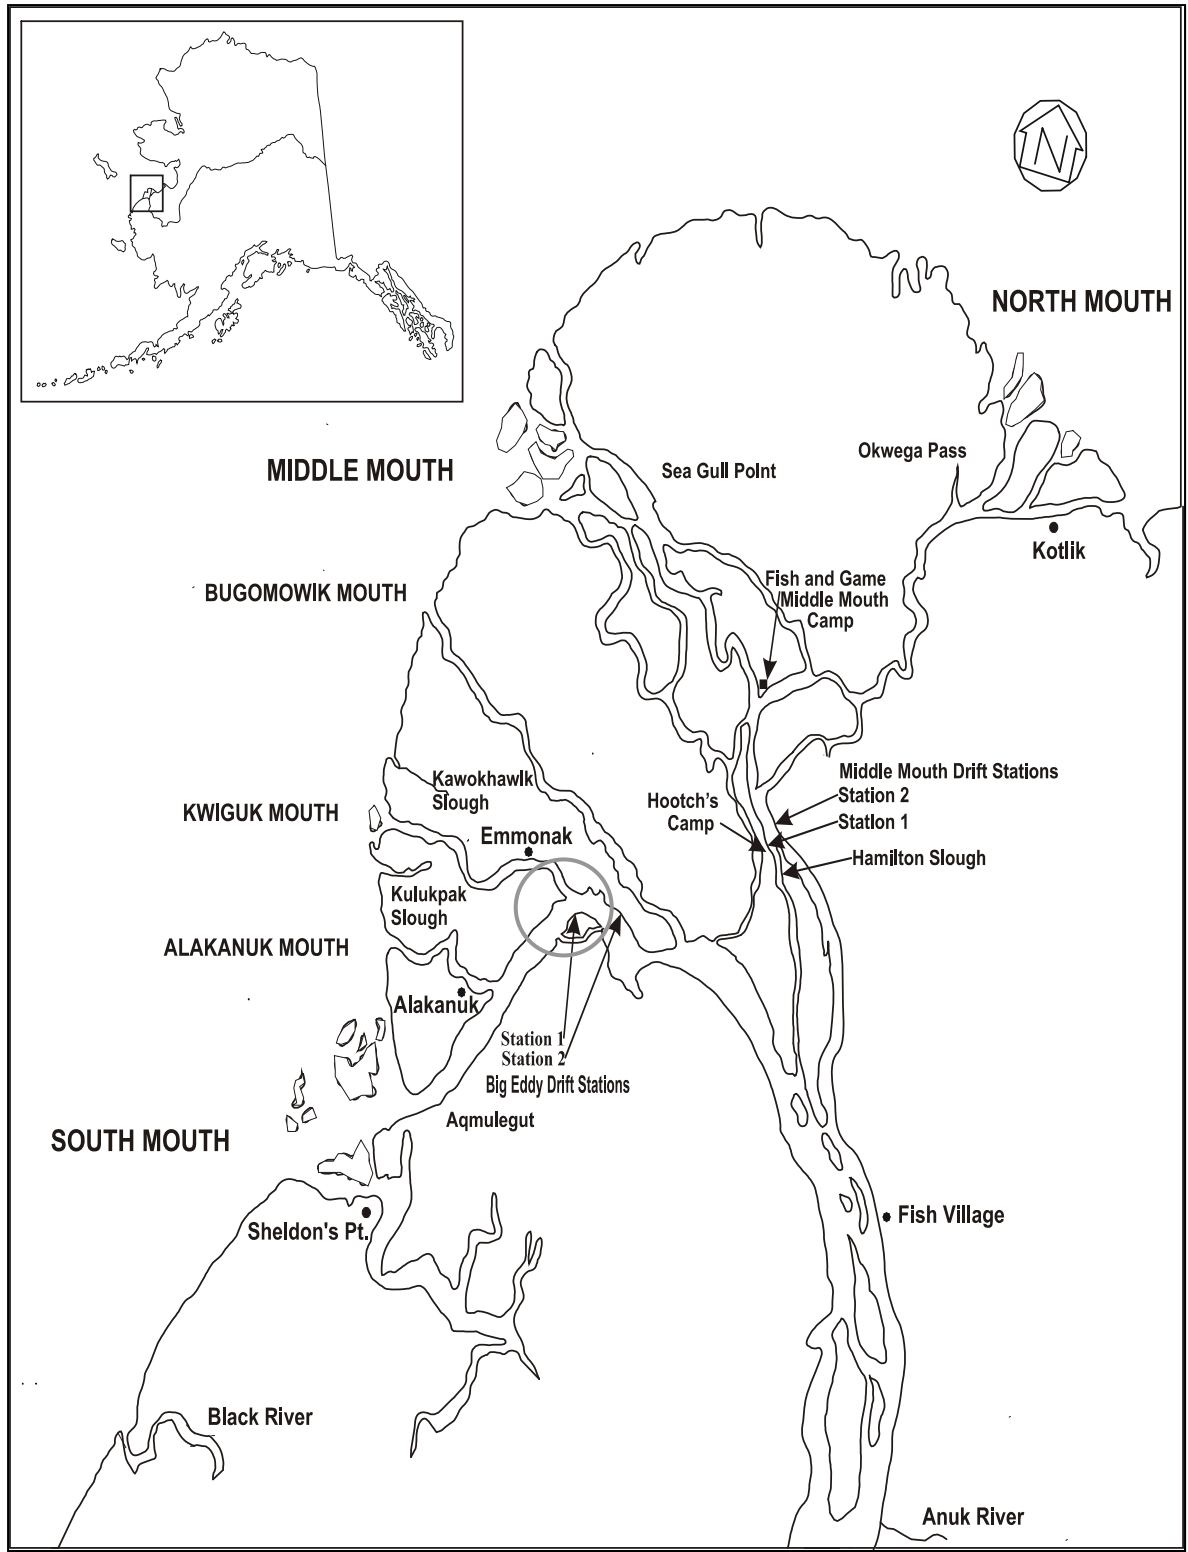 N
NORTH MOUTH
Okwega Pass
MIDDLE MOUTH
Sea Gull Point
Kotlik
Fish and Game
Middle Mouth
Camp
BUGOMOWIK MOUTH
Middle Mouth Drift Stations
Station 2
Station 1
Hamilton Slough
Hootch's
Camp
Kawokhawik
Slough
KWIGUK MOUTH
Emmonak
Kulukpak
Slough
ALAKANUK MOUTH
Alakanuk
Station 1
Station 2
Big Eddy Drift Stations
Aqmulegut
SOUTH MOUTH
Sheldon's Pt.
Fish Village
Black River
Anuk River